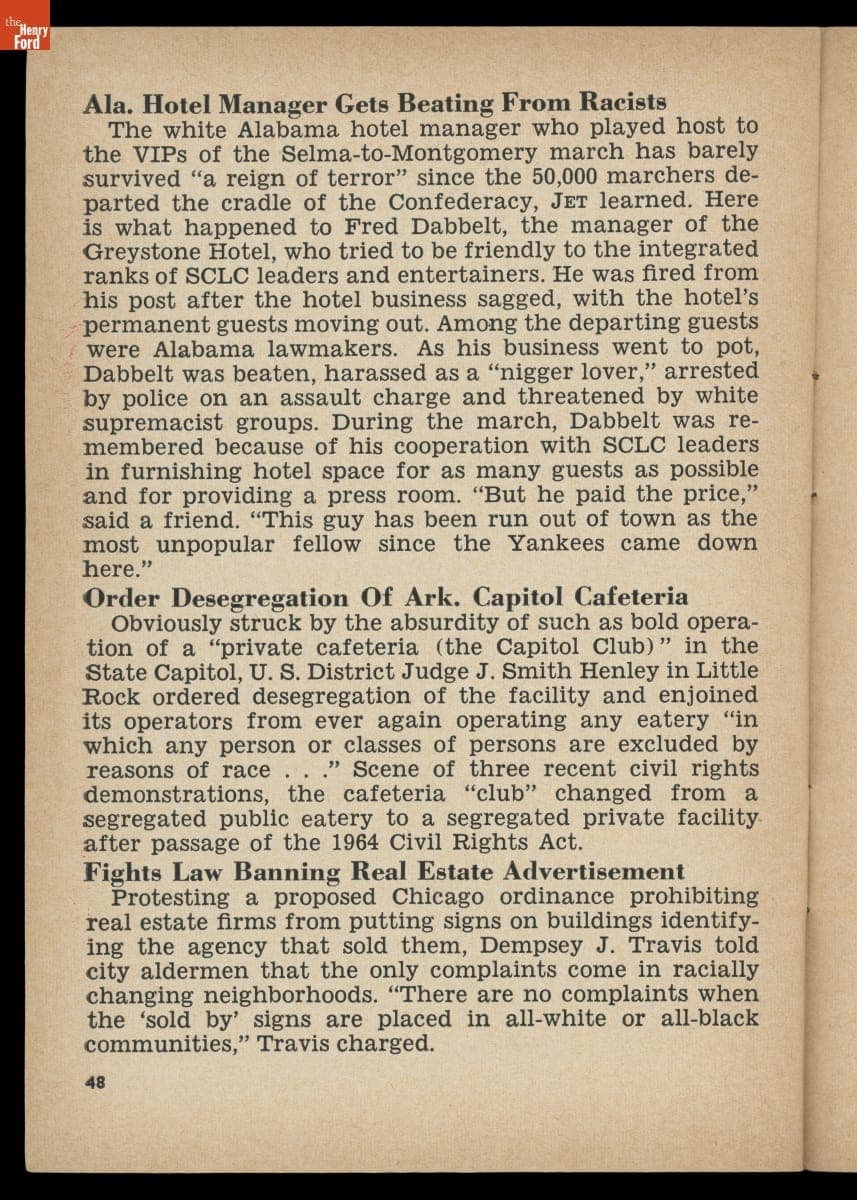 the
Henry
Ford
Ala. Hotel Manager Gets Beating From Racists
The white Alabama hotel manager who played host to
the VIPs of the Selma-to-Montgomery march has barely
survived “a reign of terror” since the 50,000 marchers de-
parted the cradle of the Confederacy, JET learned. Here
is what happened to Fred Dabbelt, the manager of the
Greystone Hotel, who tried to be friendly to the integrated
ranks of SCLC leaders and entertainers. He was fired from
his post after the hotel business sagged, with the hotel’s
permanent guests moving out. Among the departing guests
were Alabama lawmakers. As his business went to pot,
Dabbelt was beaten, harassed as a “nigger lover,” arrested
by police on an assault charge and threatened by white
supremacist groups. During the march, Dabbelt was re-
membered because of his cooperation with SCLC leaders
in furnishing hotel space for as many guests as possible
and for providing a press room. “But he paid the price,”
said a friend. “This guy has been run out of town as the
most unpopular fellow since the Yankees came down
here.”
Order Desegregation Of Ark. Capitol Cafeteria
Obviously struck by the absurdity of such as bold opera-
tion of a “private cafeteria (the Capitol Club)” in the
State Capitol, U. S. District Judge J. Smith Henley in Little
Rock ordered desegregation of the facility and enjoined
its operators from ever again operating any eatery “in
which any person or classes of persons are excluded by
reasons of race . . .” Scene of three recent civil rights
demonstrations, the cafeteria “club” changed from a
segregated public eatery to a segregated private facility
after passage of the 1964 Civil Rights Act.
Fights Law Banning Real Estate Advertisement
Protesting a proposed Chicago ordinance prohibiting
real estate firms from putting signs on buildings identify-
ing the agency that sold them, Dempsey J. Travis told
city aldermen that the only complaints come in racially
changing neighborhoods. “There are no complaints when
the ‘sold by’ signs are placed in all-white or all-black
communities,” Travis charged.
48